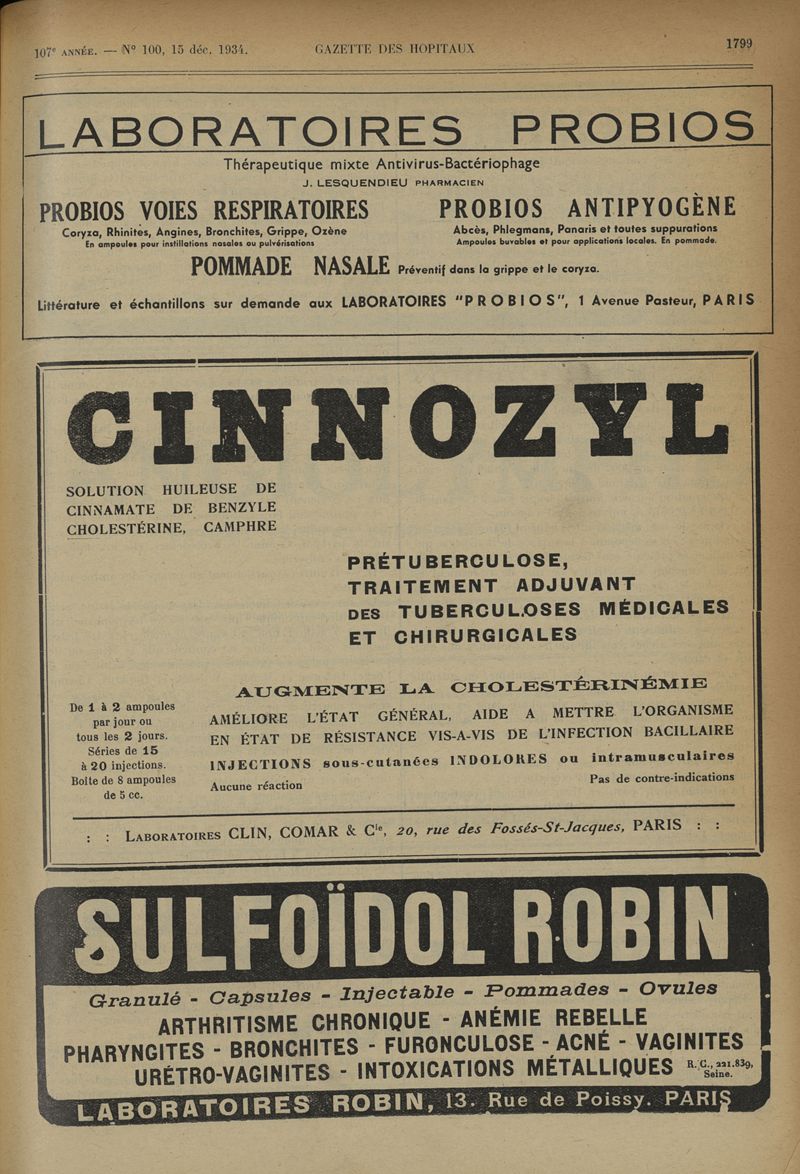 107e ANNÉE. — Nº 100, 15 déc. 1934. GAZETTE DES HOPITAUX 1799
LABORATOIRES PROBIOS
Thérapeutique mixte Antivirus-Bactériophage
J. LESQUENDIEU PHARMACIEN
PROBIOS VOIES RESPIRATOIRES
Coryza, Rhinites, Angines, Bronchites, Grippe, Ozène
En ampoules pour instillations nasales ou pulvérisations
PROBIOS ANTIPYOGÈNE
Abcès, Phlegmons, Panaris et toutes suppurations
Ampoules buvables et pour applications locales. En pommade.
POMMADE NASALE Préventif dans la grippe et le coryza.
Littérature et échantillons sur demande aux LABORATOIRES "PROBIOS", 1 Avenue Pasteur, PARIS
CINNOZYL
SOLUTION HUILEUSE DE
CINNAMATE DE BENZYLE
CHOLESTÉRINE, CAMPHRE
PRÉTUBERCULOSE,
TRAITEMENT ADJUVANT
DES TUBERCULOSES MÉDICALES
ET CHIRURGICALES
De 1 à 2 ampoules
par jour ou
tous les 2 jours.
Séries de 15
à 20 injections.
Boîte de 8 ampoules
de 5 cc.
AUGMENTE LA CHOLESTÉRINÉMIE
AMÉLIORE L'ÉTAT GÉNÉRAL, AIDE A METTRE L'ORGANISME
EN ÉTAT DE RÉSISTANCE VIS-A-VIS DE L'INFECTION BACILLAIRE
INJECTIONS sous-cutanées INDOLORES ou intramusculaires
Aucune réaction Pas de contre-indications
: : LABORATOIRES CLIN, COMAR & Cie, 20, rue des Fossés-St-Jacques, PARIS : :
SULFOÏDOL ROBIN
Granulé - Capsules - Injectable - Pommades - Ovules
ARTHRITISME CHRONIQUE - ANÉMIE REBELLE
PHARYNGITES - BRONCHITES - FURONCULOSE - ACNÉ - VAGINITES
URÉTRO-VAGINITES - INTOXICATIONS MÉTALLIQUES R. C., 221.839, Seine.
LABORATOIRES ROBIN, 13. Rue de Poissy. PARIS